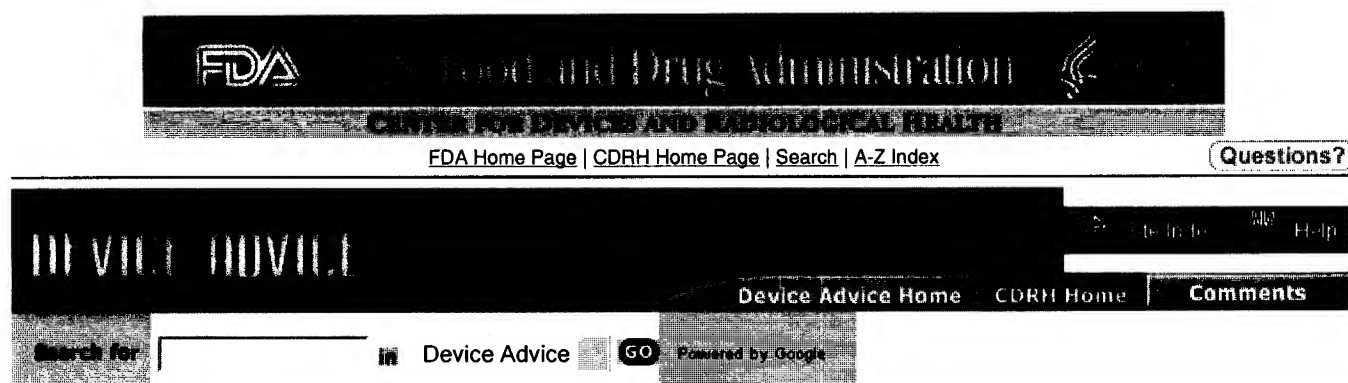 FDA Food and Drug Administration
CENTER FOR DEVICES AND RADIOLOGICAL HEALTH
FDA Home Page | CDRH Home Page | Search | A-Z Index Questions?
DEVICE ADVICE
Help
Device Advice Home CDRH Home Comments
Search for in Device Advice GO Powered by Google